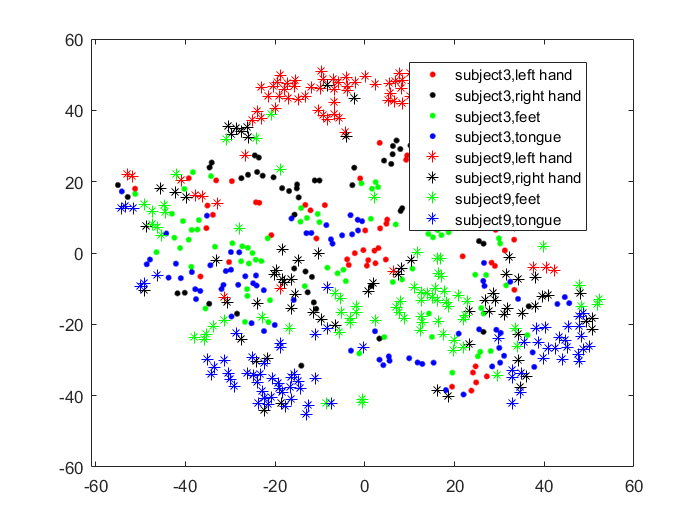 60
40
20
0
-20
-40
-60
-60
-40
-20
0
20
40
60
subject3,left hand
subject3,right hand
subject3,feet
subject3,tongue
subject9,left hand
subject9,right hand
subject9,feet
subject9,tongue